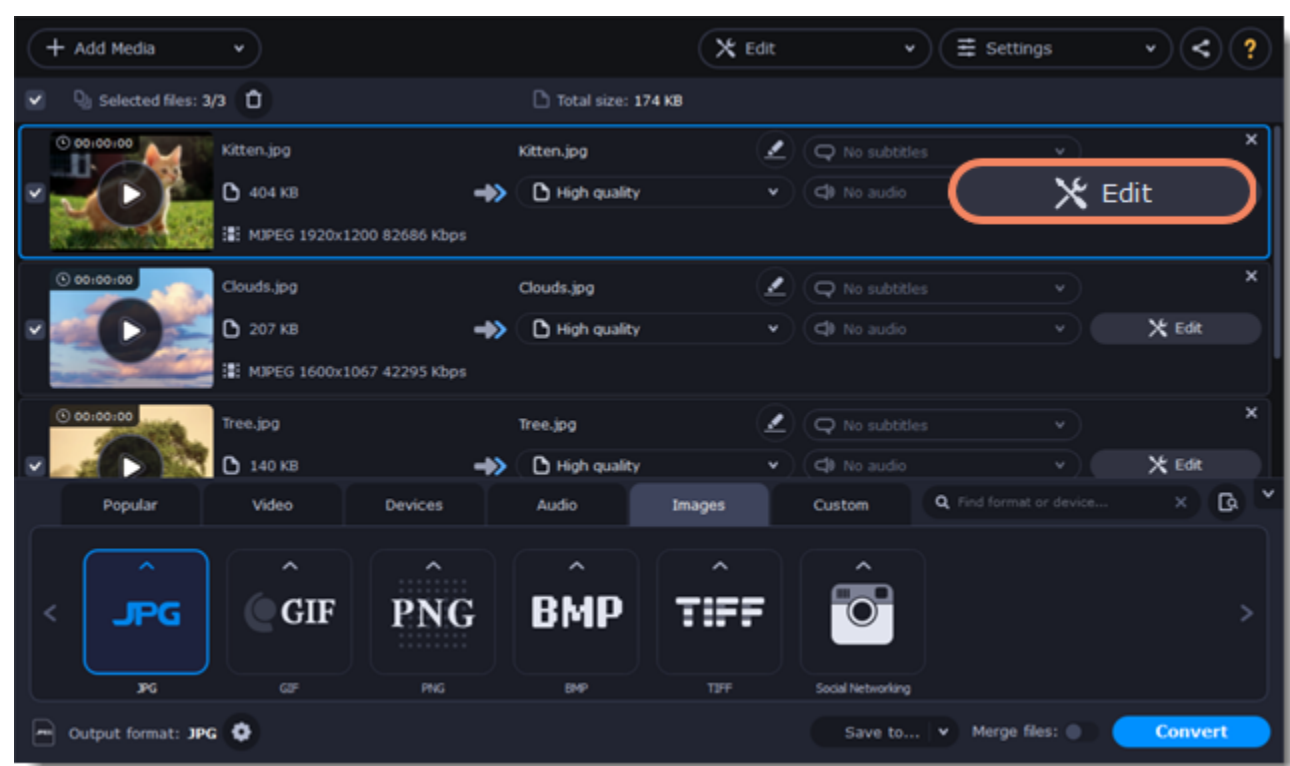 + Add Media
Edit
Settings
?
Selected files: 3/3
Total size: 174 KB
00:00:00
Kitten.jpg
Kitten.jpg
No subtitles
404 KB
High quality
No audio
Edit
MJPEG 1920x1200 82686 Kbps
00:00:00
Clouds.jpg
Clouds.jpg
No subtitles
207 KB
High quality
No audio
Edit
MJPEG 1600x1067 42295 Kbps
00:00:00
Tree.jpg
Tree.jpg
No subtitles
140 KB
High quality
No audio
Edit
Popular
Video
Devices
Audio
Images
Custom
Find format or device...
JPG
GIF
PNG
BMP
TIFF
JPG
GIF
PNG
BMP
TIFF
Social Networking
Output format: JPG
Save to...
Merge files:
Convert